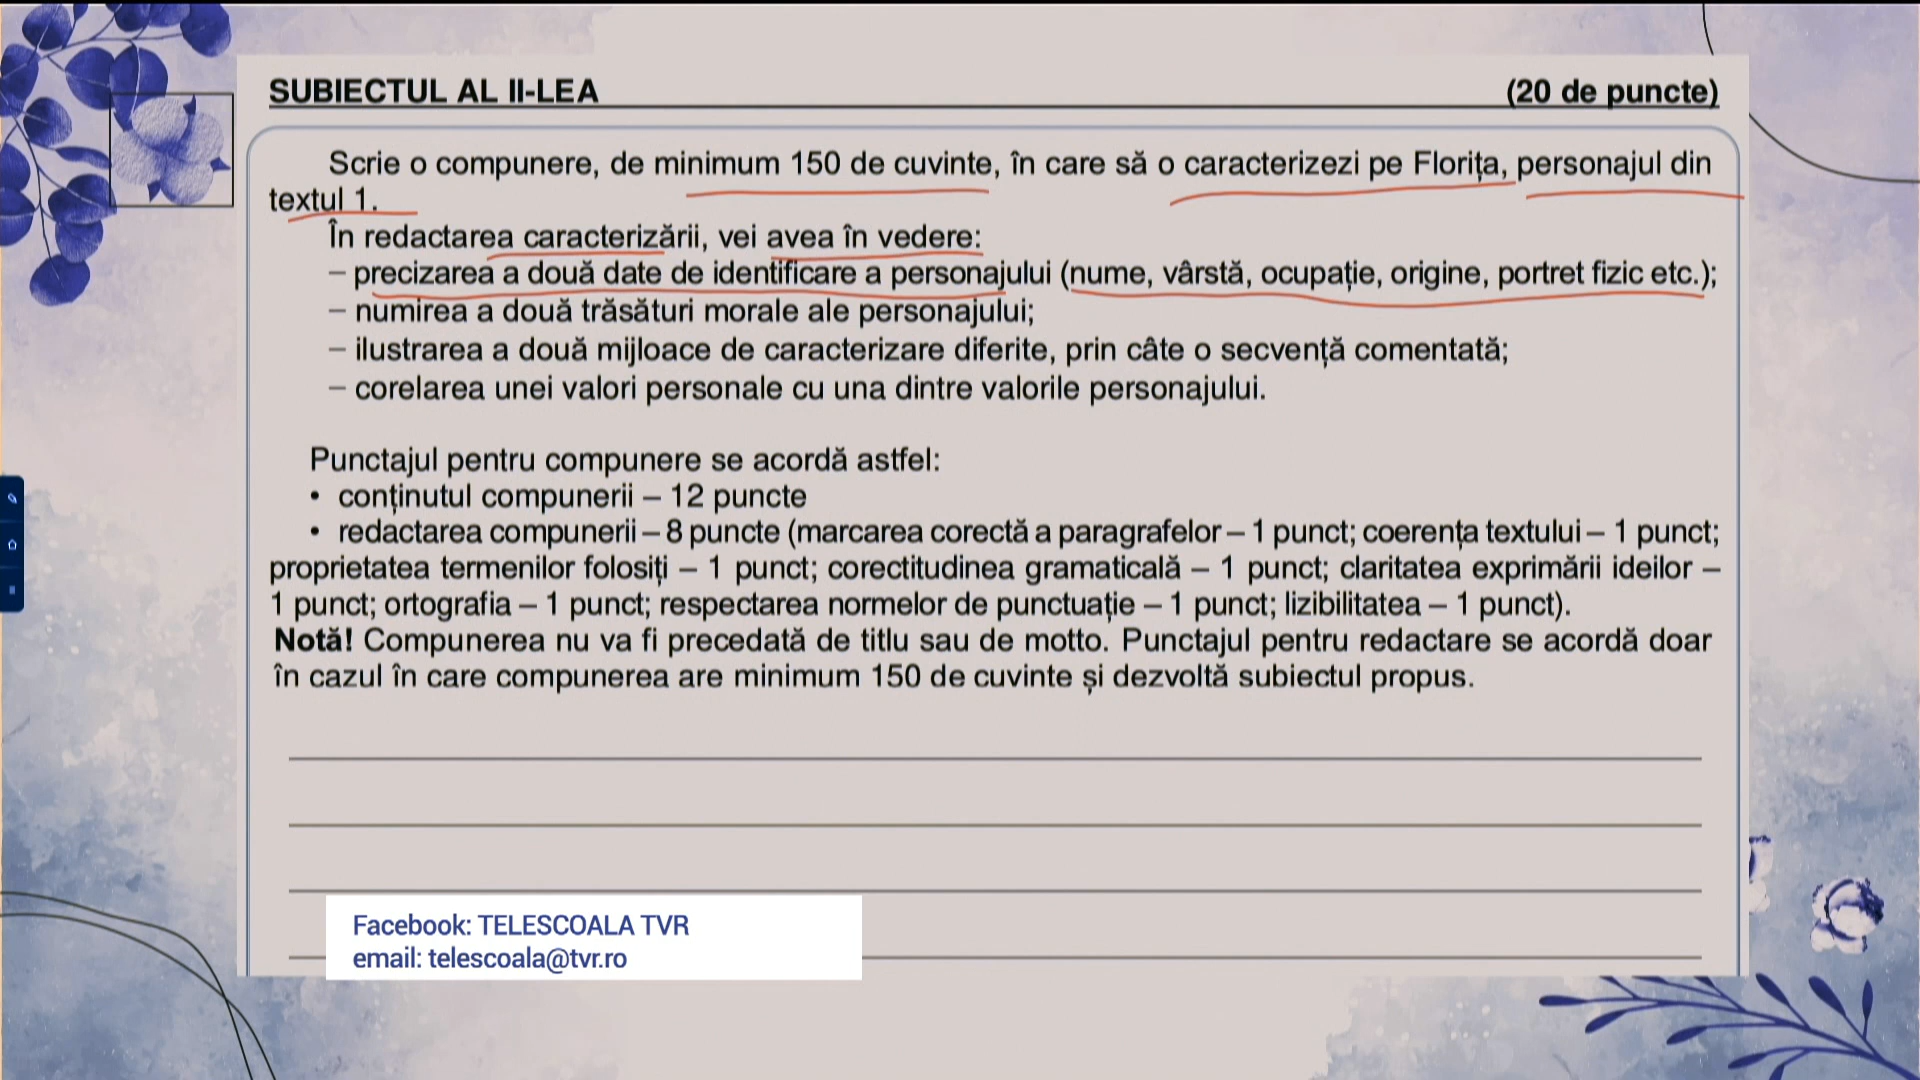 SUBIECTUL AL II-LEA (20 de puncte)
Scrie o compunere, de minimum 150 de cuvinte, în care să o caracterizezi pe Florița, personajul din
textul 1.
În redactarea caracterizării, vei avea în vedere:
– precizarea a două date de identificare a personajului (nume, vârstă, ocupație, origine, portret fizic etc.);
– numirea a două trăsături morale ale personajului;
– ilustrarea a două mijloace de caracterizare diferite, prin câte o secvență comentată;
– corelarea unei valori personale cu una dintre valorile personajului.
Punctajul pentru compunere se acordă astfel:
• conținutul compunerii – 12 puncte
• redactarea compunerii – 8 puncte (marcarea corectă a paragrafelor – 1 punct; coerența textului – 1 punct;
proprietatea termenilor folosiți – 1 punct; corectitudinea gramaticală – 1 punct; claritatea exprimării ideilor –
1 punct; ortografia – 1 punct; respectarea normelor de punctuație – 1 punct; lizibilitatea – 1 punct).
Notă! Compunerea nu va fi precedată de titlu sau de motto. Punctajul pentru redactare se acordă doar
în cazul în care compunerea are minimum 150 de cuvinte și dezvoltă subiectul propus.
Facebook: TELESCOALA TVR
email: telescoala@tvr.ro